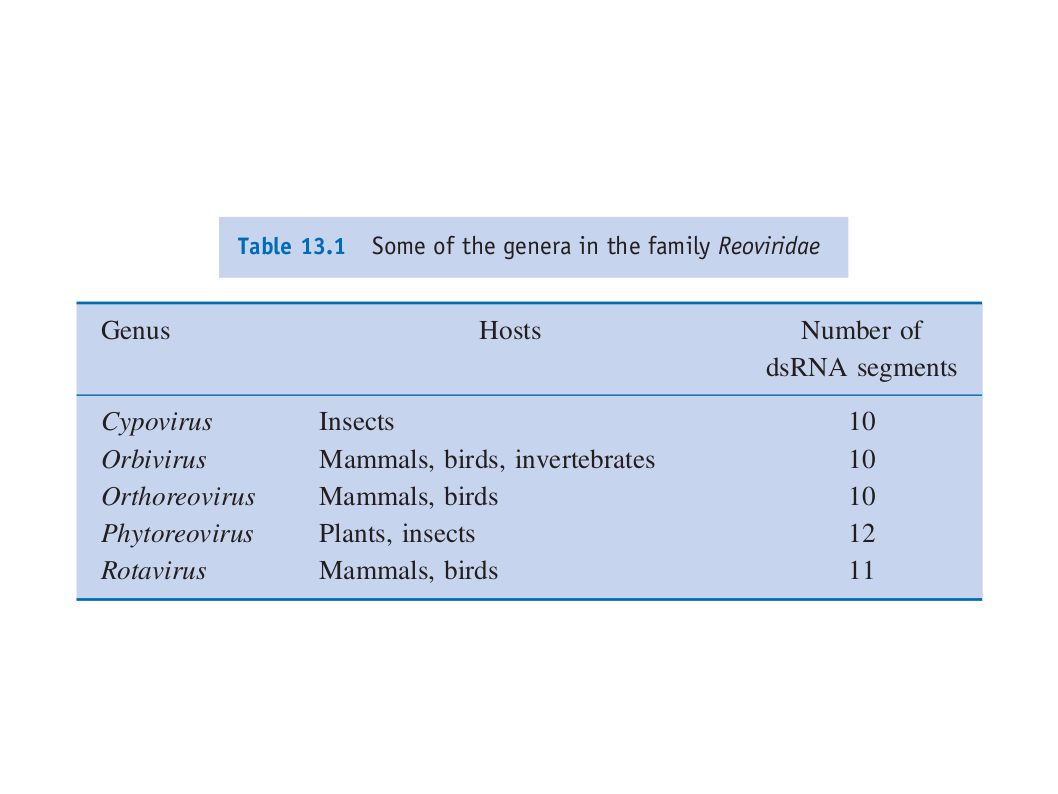 Table 13.1 Some of the genera in the family Reoviridae
Genus Hosts Number of
dsRNA segments
Cypovirus Insects 10
Orbivirus Mammals, birds, invertebrates 10
Orthoreovirus Mammals, birds 10
Phytoreovirus Plants, insects 12
Rotavirus Mammals, birds 11